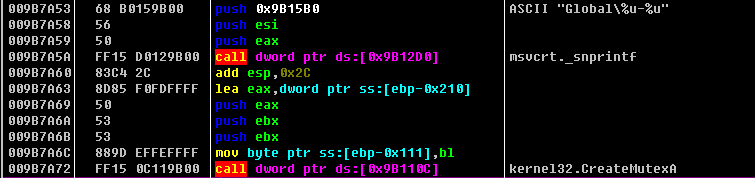 009B7A53 68 B0159B00 push 0x9B15B0 ASCII "Global\%u-%u"
009B7A58 56 push esi
009B7A59 50 push eax
009B7A5A FF15 D0129B00 call dword ptr ds:[0x9B12D0] msvcrt._snprintf
009B7A60 83C4 2C add esp,0x2C
009B7A63 8D85 F0FDFFFF lea eax,dword ptr ss:[ebp-0x210]
009B7A69 50 push eax
009B7A6A 53 push ebx
009B7A6B 53 push ebx
009B7A6C 889D EFFEFFFF mov byte ptr ss:[ebp-0x111],bl
009B7A72 FF15 0C119B00 call dword ptr ds:[0x9B110C] kernel32.CreateMutexA